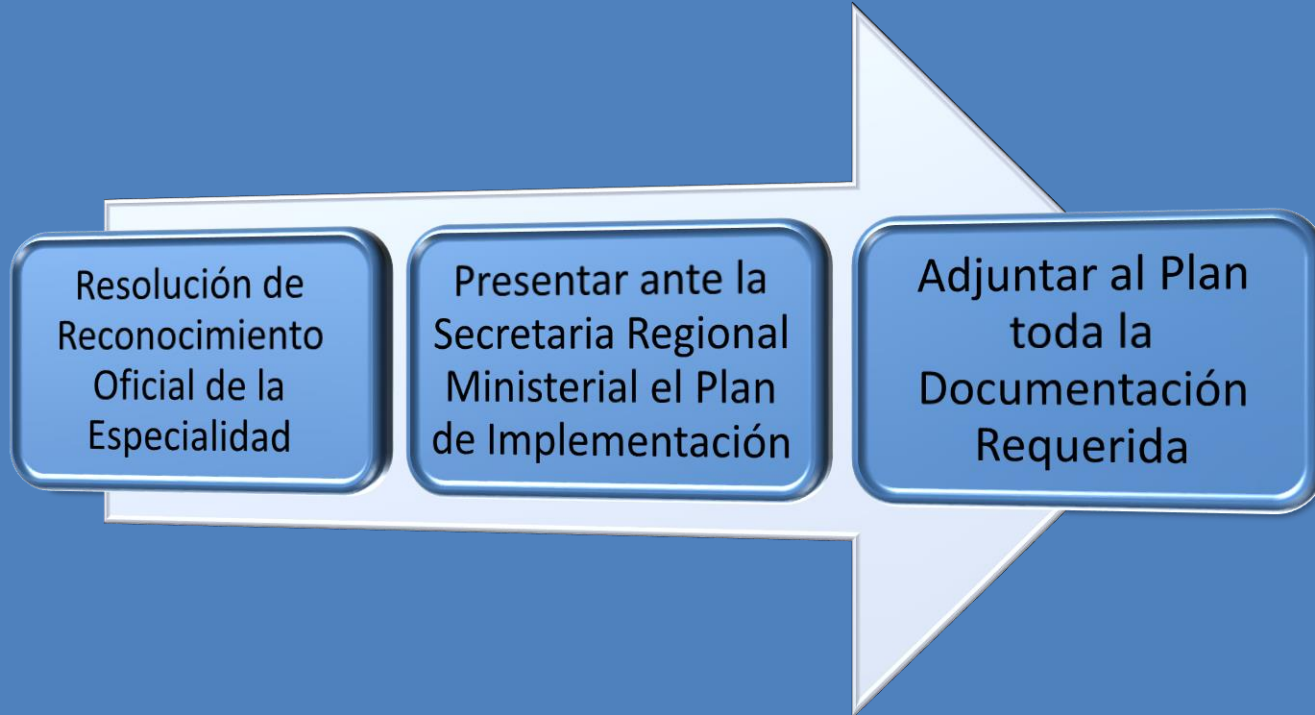 Resolución de
Reconocimiento
Oficial de la
Especialidad
Presentar ante la
Secretaria Regional
Ministerial el Plan
de Implementación
Adjuntar al Plan
toda la
Documentación
Requerida